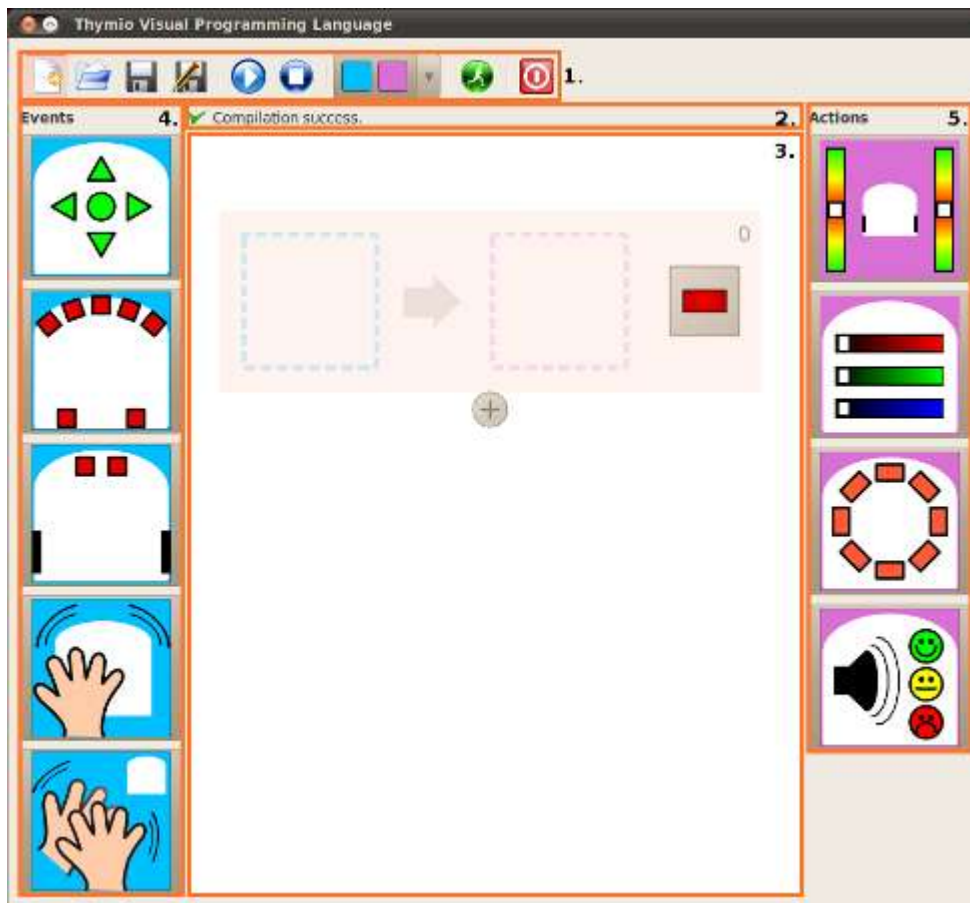 Thymio Visual Programming Language
1.
Events 4.
Compilation success. 2.
Actions 5.
3.
0